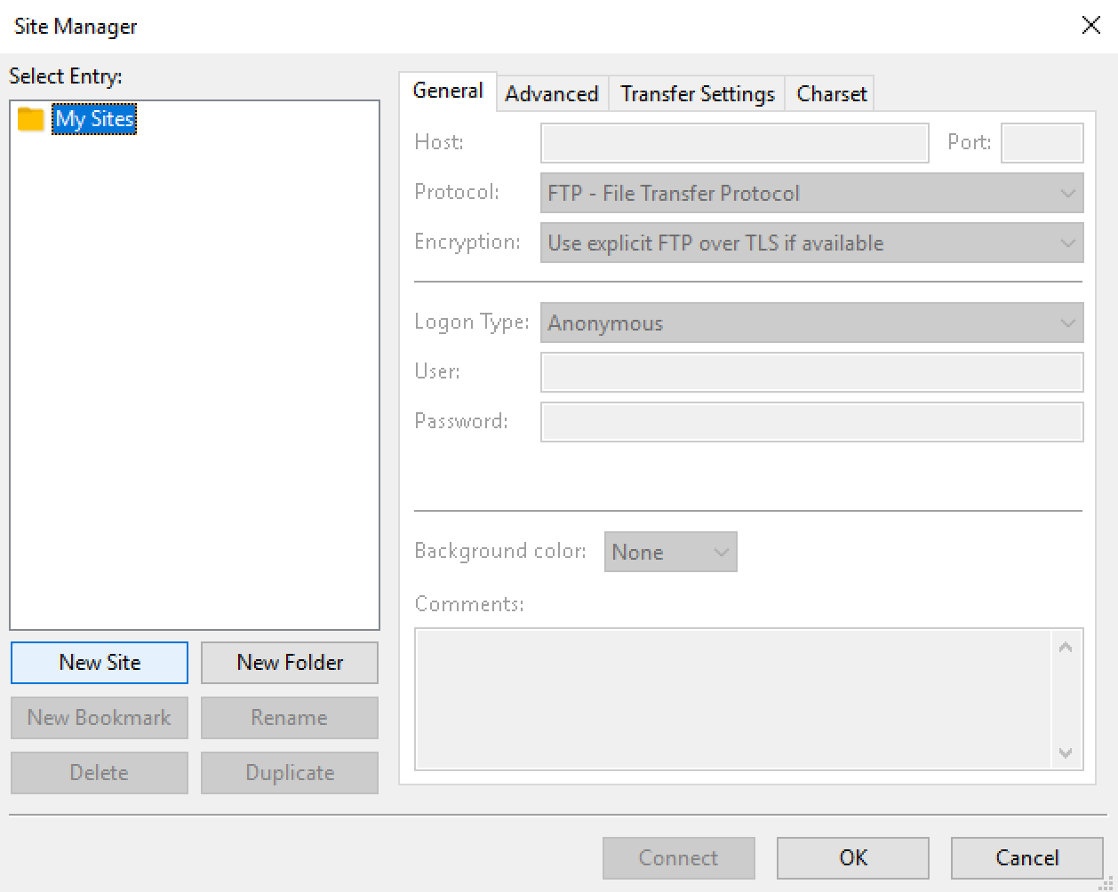 Site Manager
Select Entry:
My Sites
New Site
New Folder
New Bookmark
Rename
Delete
Duplicate
General
Advanced
Transfer Settings
Charset
Host:
Port:
Protocol:
FTP - File Transfer Protocol
Encryption:
Use explicit FTP over TLS if available
Logon Type:
Anonymous
User:
Password:
Background color:
None
Comments:
Connect
OK
Cancel